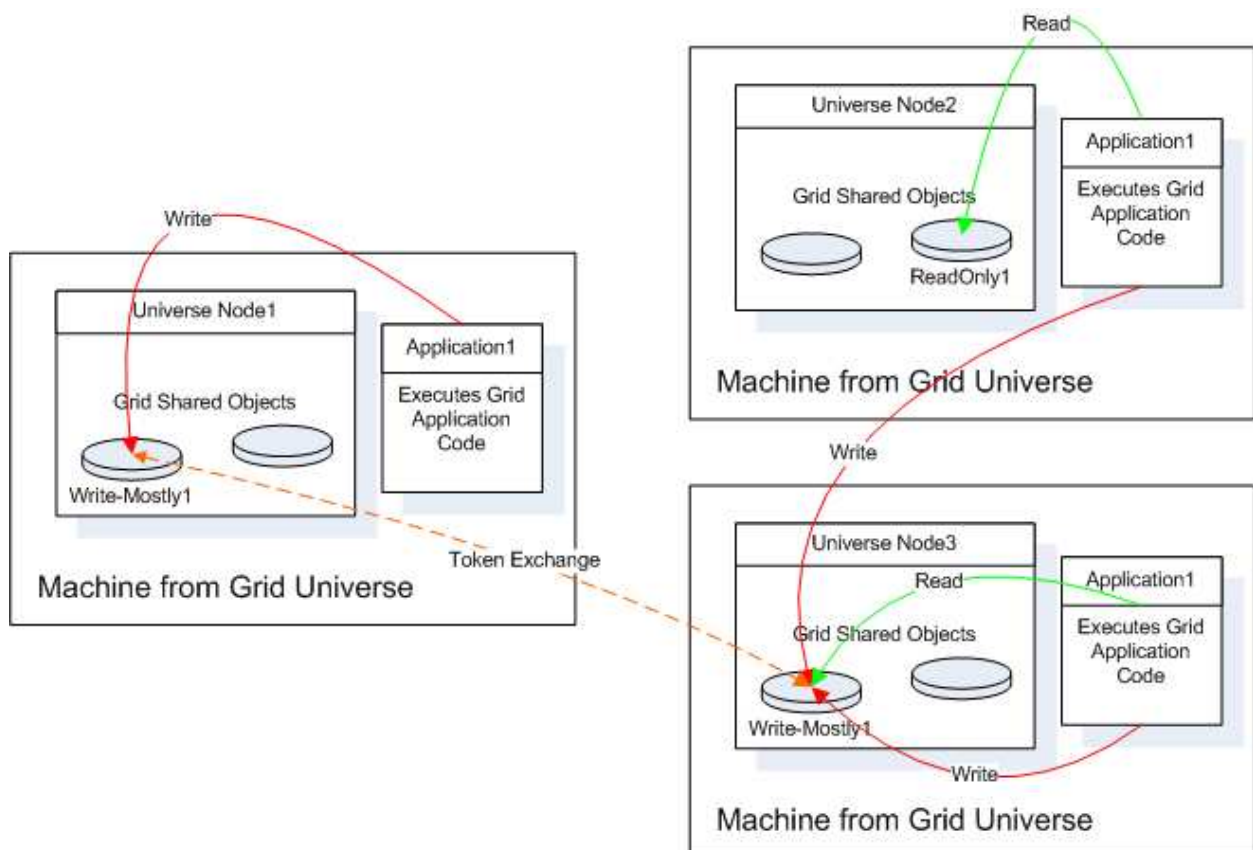 Read
Universe Node2
Application1
Grid Shared Objects
Executes Grid
Application
Code
ReadOnly1
Machine from Grid Universe
Write
Universe Node1
Application1
Grid Shared Objects
Executes Grid
Application
Code
Write-Mostly1
Machine from Grid Universe
Write
Token Exchange
Universe Node3
Application1
Read
Grid Shared Objects
Executes Grid
Application
Code
Write-Mostly1
Write
Machine from Grid Universe